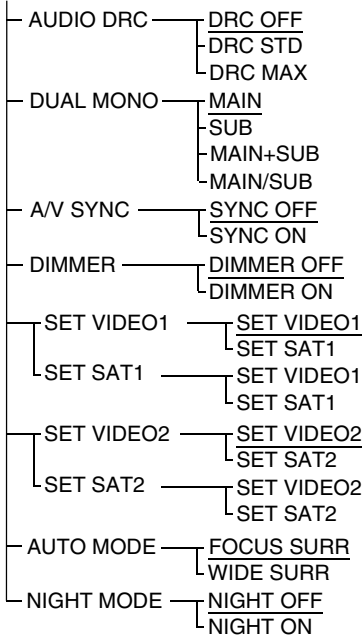 AUDIO DRC DRC OFF
DRC STD
DRC MAX
DUAL MONO MAIN
SUB
MAIN+SUB
MAIN/SUB
A/V SYNC SYNC OFF
SYNC ON
DIMMER DIMMER OFF
DIMMER ON
SET VIDEO1 SET VIDEO1
SET SAT1
SET SAT1 SET VIDEO1
SET SAT1
SET VIDEO2 SET VIDEO2
SET SAT2
SET SAT2 SET VIDEO2
SET SAT2
AUTO MODE FOCUS SURR
WIDE SURR
NIGHT MODE NIGHT OFF
NIGHT ON